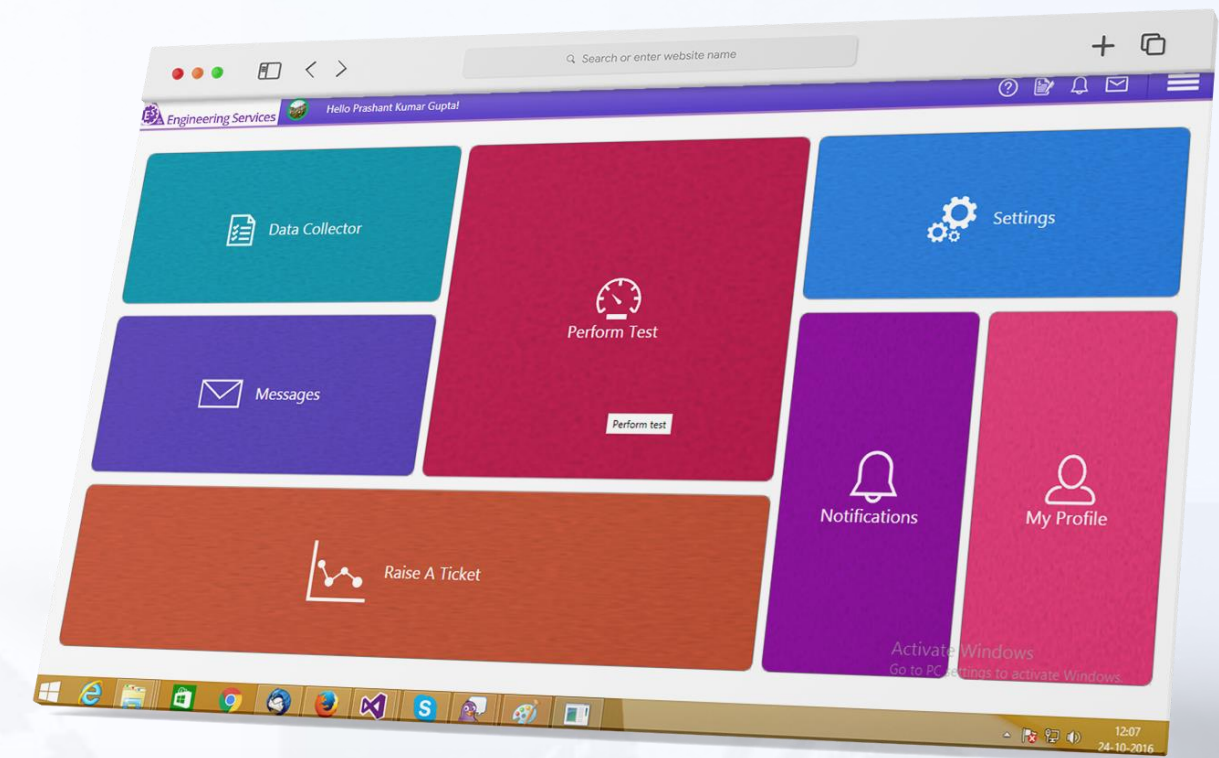 Search or enter website name
ES Engineering Services
Hello Prashant Kumar Gupta!
Data Collector
Perform Test
Settings
Messages
Perform test
Notifications
My Profile
Raise A Ticket
Activate Windows
Go to PC settings to activate Windows.
S
12:07
24-10-2016